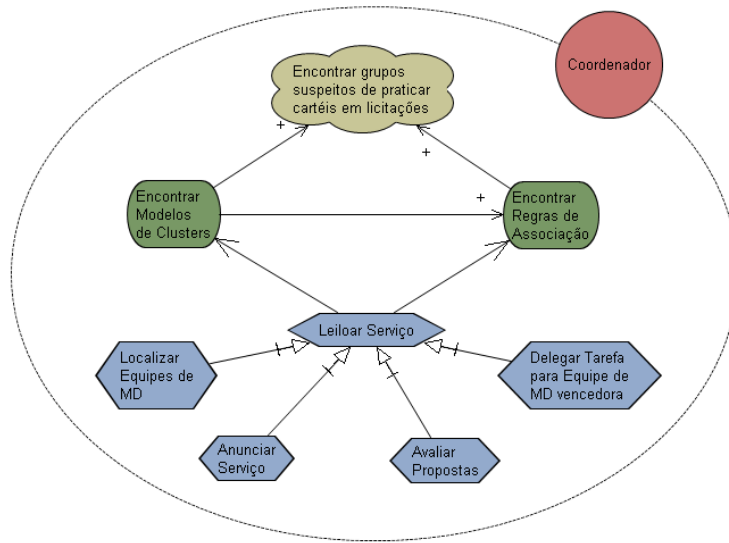 Coordenador
Encontrar grupos
suspeitos de praticar
cartéis em licitações
+
+
Encontrar
Modelos
de Clusters
+
Encontrar
Regras de
Associação
Leiloar Serviço
Localizar
Equipes de
MD
Delegar Tarefa
para Equipe de
MD vencedora
Anunciar
Serviço
Avaliar
Propostas